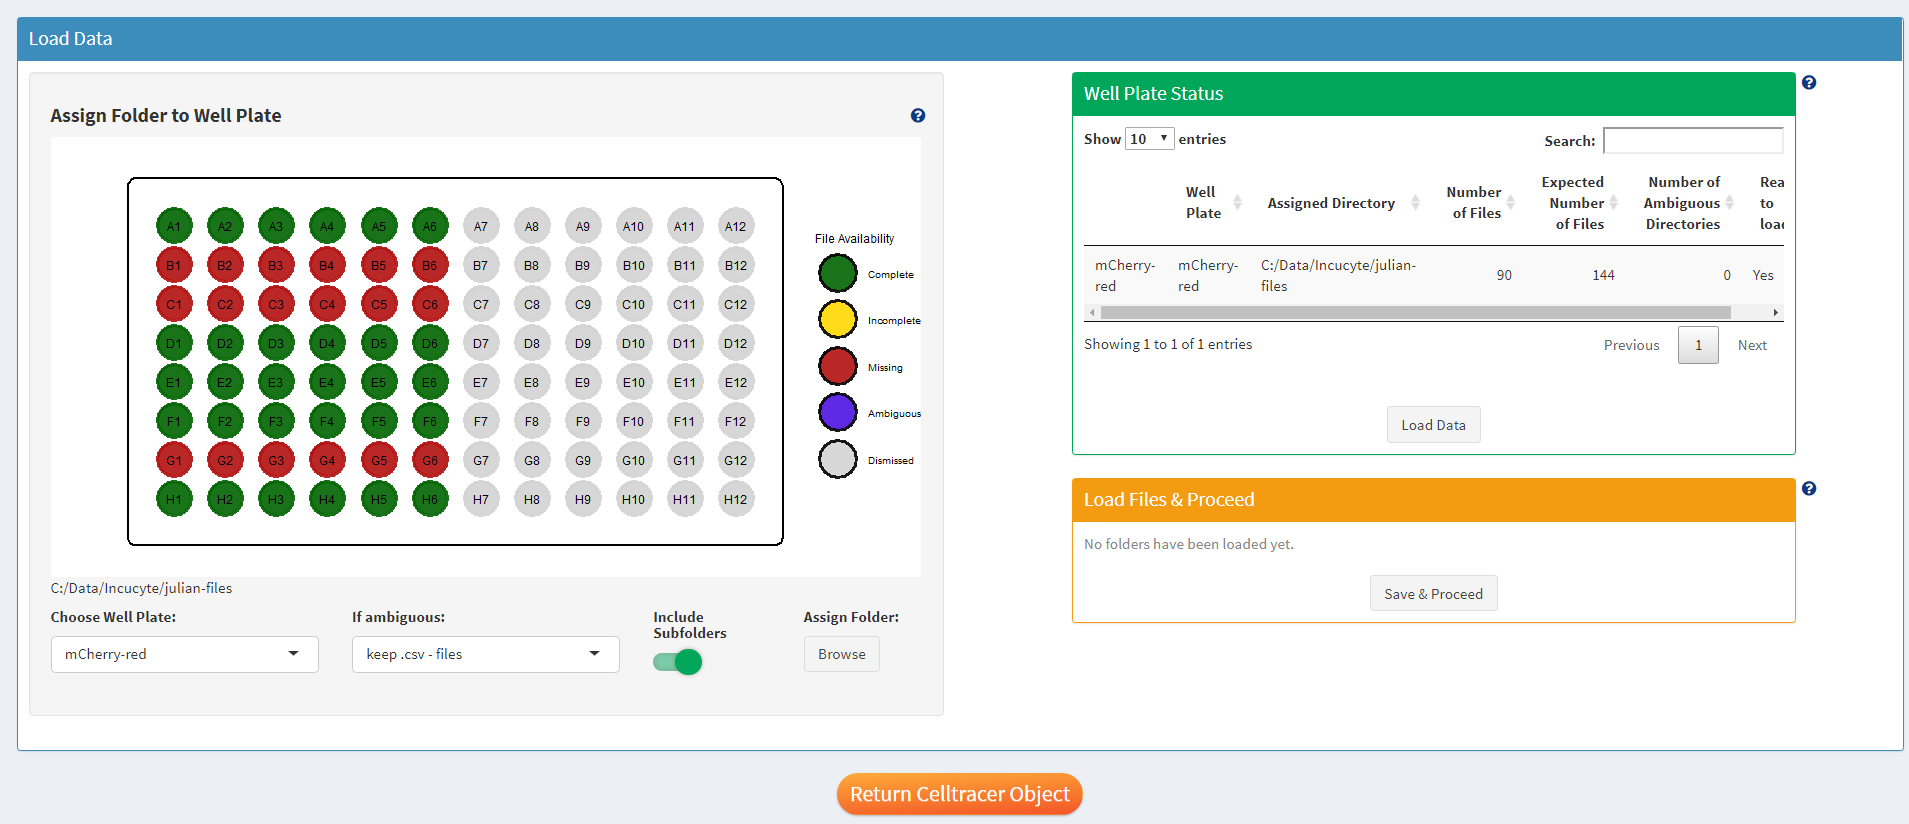 Load Data
Assign Folder to Well Plate
A1 A2 A3 A4 A5 A6 A7 A8 A9 A10 A11 A12
B1 B2 B3 B4 B5 B6 B7 B8 B9 B10 B11 B12
C1 C2 C3 C4 C5 C6 C7 C8 C9 C10 C11 C12
D1 D2 D3 D4 D5 D6 D7 D8 D9 D10 D11 D12
E1 E2 E3 E4 E5 E6 E7 E8 E9 E10 E11 E12
F1 F2 F3 F4 F5 F6 F7 F8 F9 F10 F11 F12
G1 G2 G3 G4 G5 G6 G7 G8 G9 G10 G11 G12
H1 H2 H3 H4 H5 H6 H7 H8 H9 H10 H11 H12
File Availability
Complete
Incomplete
Missing
Ambiguous
Dismissed
C:/Data/Incucyte/julian-files
Choose Well Plate:
mCherry-red
If ambiguous:
keep .csv - files
Include
Subfolders
Assign Folder:
Browse
Well Plate Status
Show 10 entries
Search:
Well
Plate
Assigned Directory
Number
of Files
Expected
Number
of Files
Number of
Ambiguous
Directories
Rea
to
load
mCherry-
red
mCherry-
red
C:/Data/Incucyte/julian-
files
90
144
0
Yes
Showing 1 to 1 of 1 entries
Previous 1 Next
Load Data
Load Files & Proceed
No folders have been loaded yet.
Save & Proceed
Return Celltracer Object